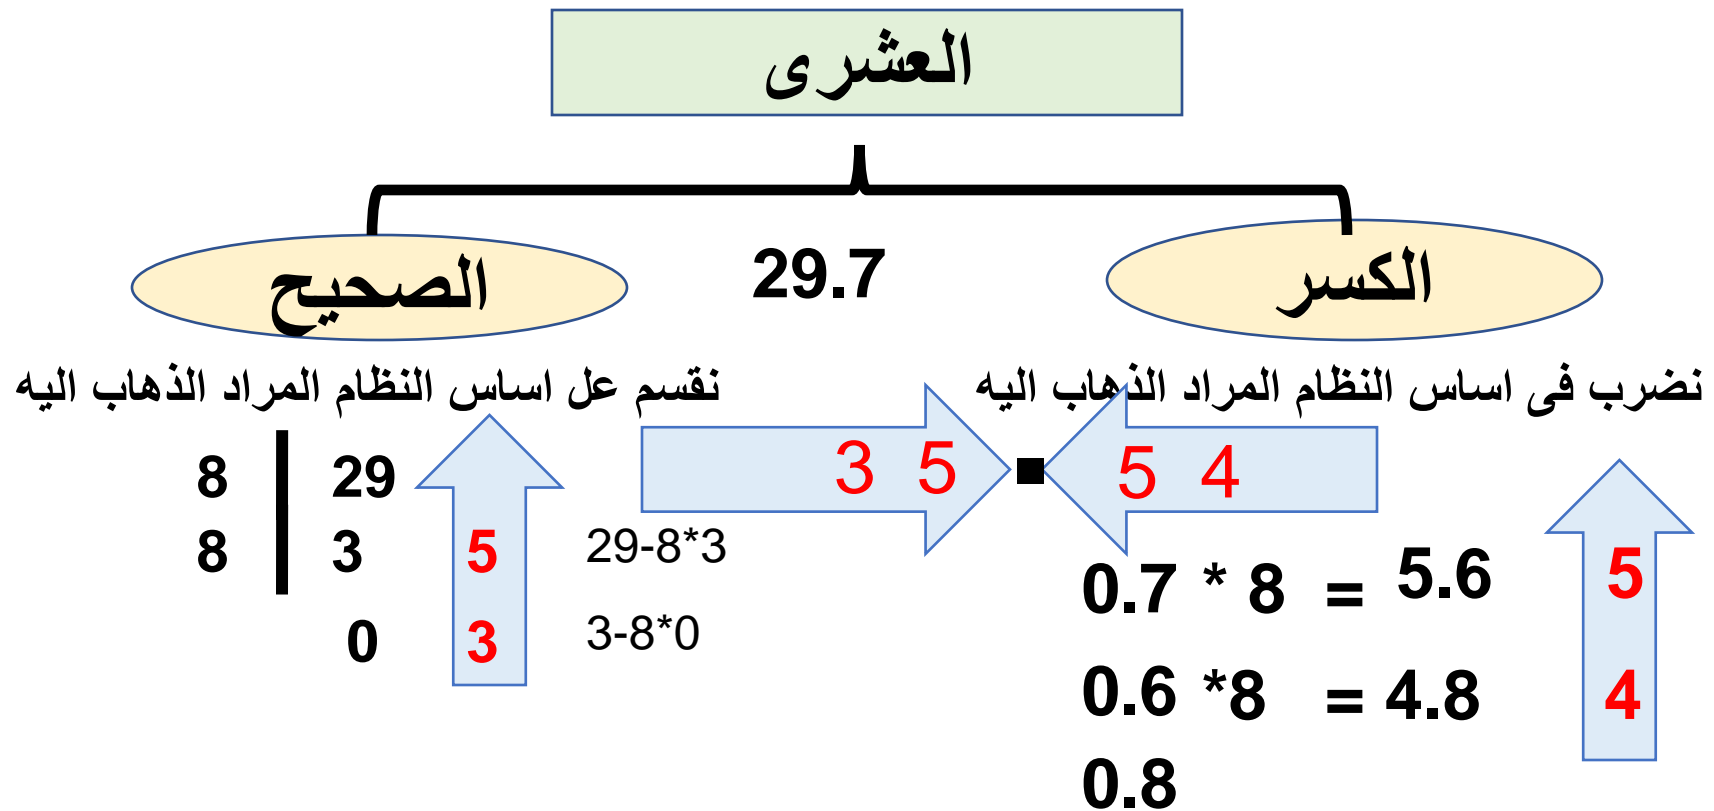 العشرى
الصحيح
29.7
الكسر
نقسم عل اساس النظام المراد الذهاب اليه
نضرب فى اساس النظام المراد الذهاب اليه
3 5 . 5 4
8 29
8 3 5 29-8*3
0 3 3-8*0
0.7 * 8 = 5.6 5
0.6 *8 = 4.8 4
0.8